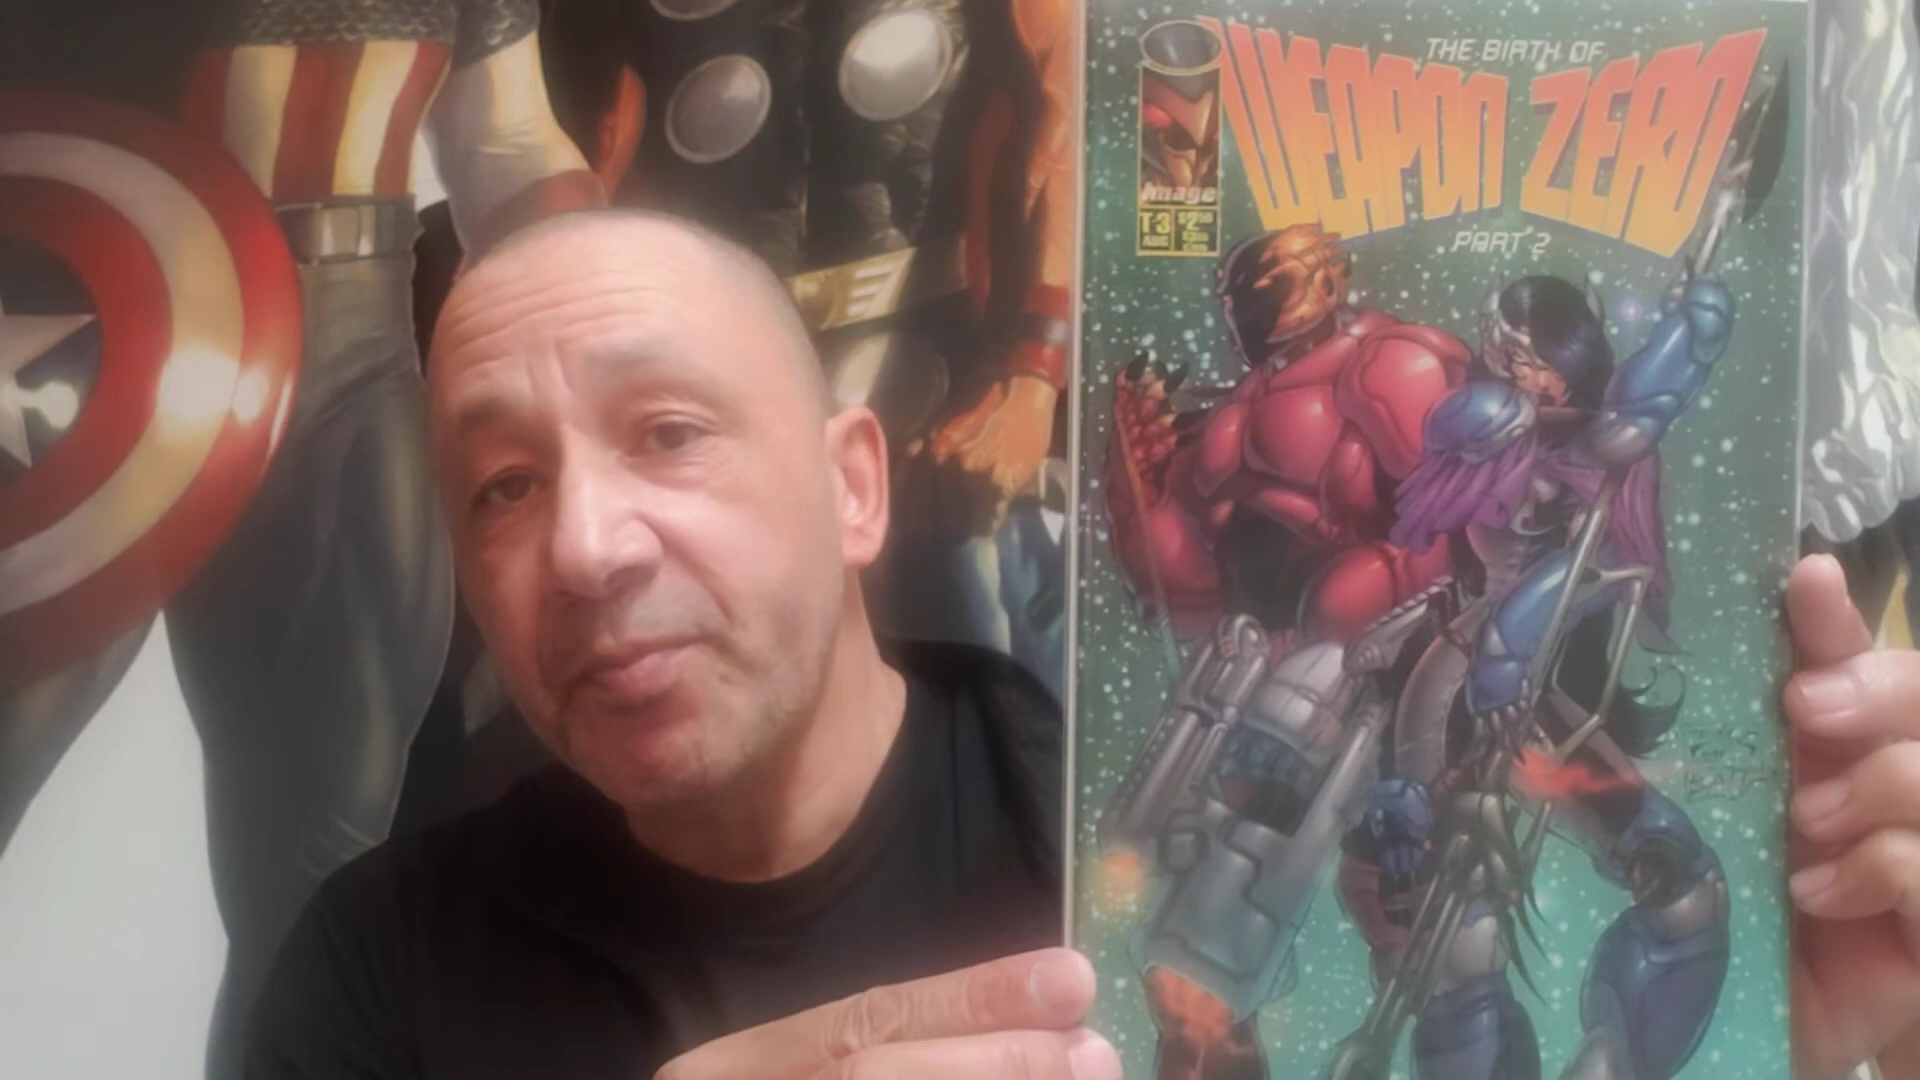 THE BIRTH OF
WEAPON ZERO
PART 2
image
T-3
AUG
$2.50